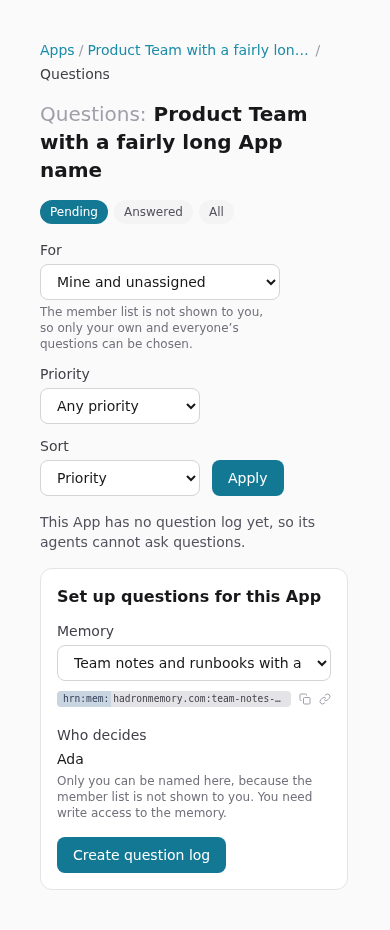 Apps / Product Team with a fairly lon… /
Questions
Questions: Product Team
with a fairly long App
name
Pending Answered All
For
Mine and unassigned
The member list is not shown to you,
so only your own and everyone’s
questions can be chosen.
Priority
Any priority
Sort
Priority Apply
This App has no question log yet, so its
agents cannot ask questions.
Set up questions for this App
Memory
Team notes and runbooks with a
hrn:mem: hadronmemory.com:team-notes-…
Who decides
Ada
Only you can be named here, because the
member list is not shown to you. You need
write access to the memory.
Create question log